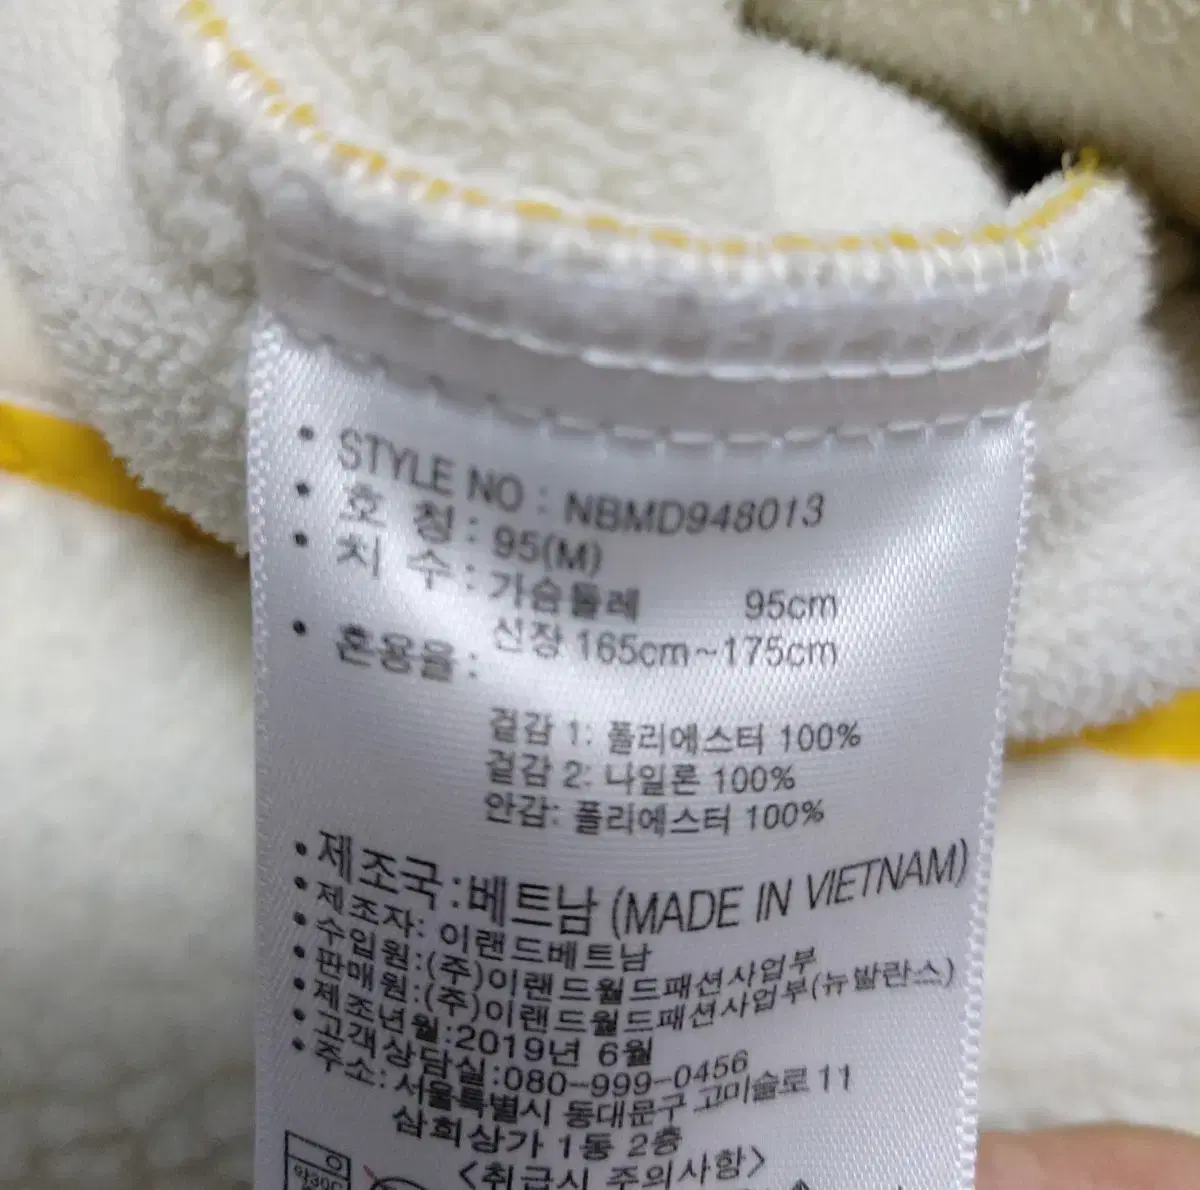 • STYLE NO : NBMD948013
• 호 칭 : 95(M)
• 치 수 : 가슴둘레 95cm
신장 165cm~175cm
• 혼용율 :
겉감 1: 폴리에스터 100%
겉감 2: 나일론 100%
안감: 폴리에스터 100%
• 제조국 : 베트남 (MADE IN VIETNAM)
• 제조자: 이랜드베트남
• 수입원:(주)이랜드월드패션사업부
• 판매원:(주)이랜드월드패션사업부(뉴발란스)
• 제조년월:2019년 6월
• 고객상담실:080-999-0456
• 주소: 서울특별시 동대문구 고미술로 11
삼희상가 1동 2층
<취급시 주의사항>
약30℃